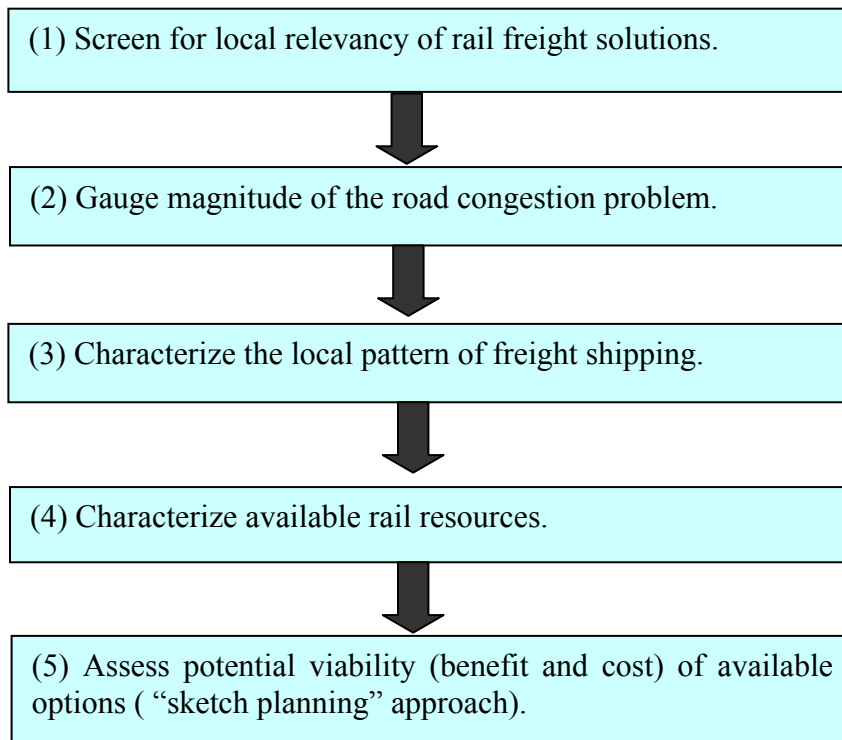 (1) Screen for local relevancy of rail freight solutions.
(2) Gauge magnitude of the road congestion problem.
(3) Characterize the local pattern of freight shipping.
(4) Characterize available rail resources.
(5) Assess potential viability (benefit and cost) of available
options ( “sketch planning” approach).